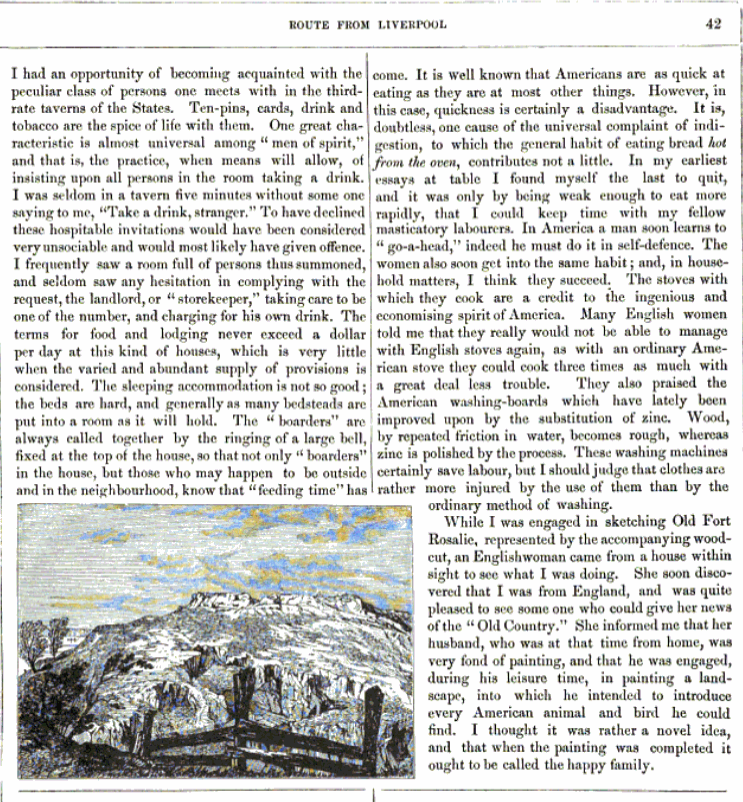 ROUTE FROM LIVERPOOL
42
I had an opportunity of becoming acquainted with the
peculiar class of persons one meets with in the third-
rate taverns of the States. Ten-pins, cards, drink and
tobacco are the spice of life with them. One great cha-
racteristic is almost universal among "men of spirit,"
and that is, the practice, when means will allow, of
insisting upon all persons in the room taking a drink.
I was seldom in a tavern five minutes without some one
saying to me, "Take a drink, stranger." To have declined
these hospitable invitations would have been considered
very unsociable and would most likely have given offence.
I frequently saw a room full of persons thus summoned,
and seldom saw any hesitation in complying with the
request, the landlord, or "storekeeper," taking care to be
one of the number, and charging for his own drink. The
terms for food and lodging never exceed a dollar
per day at this kind of houses, which is very little
when the varied and abundant supply of provisions is
considered. The sleeping accommodation is not so good;
the beds are hard, and generally as many bedsteads are
put into a room as it will hold. The "boarders" are
always called together by the ringing of a large bell,
fixed at the top of the house, so that not only "boarders"
in the house, but those who may happen to be outside
and in the neighbourhood, know that "feeding time" has
come. It is well known that Americans are as quick at
eating as they are at most other things. However, in
this case, quickness is certainly a disadvantage. It is,
doubtless, one cause of the universal complaint of indi-
gestion, to which the general habit of eating bread hot
from the oven, contributes not a little. In my earliest
essays at table I found myself the last to quit,
and it was only by being weak enough to eat more
rapidly, that I could keep time with my fellow
masticatory labourers. In America a man soon learns to
"go-a-head," indeed he must do it in self-defence. The
women also soon get into the same habit; and, in house-
hold matters, I think they succeed. The stoves with
which they cook are a credit to the ingenious and
economising spirit of America. Many English women
told me that they really would not be able to manage
with English stoves again, as with an ordinary Ame-
rican stove they could cook three times as much with
a great deal less trouble. They also praised the
American washing-boards which have lately been
improved upon by the substitution of zinc. Wood,
by repeated friction in water, becomes rough, whereas
zinc is polished by the process. These washing machines
certainly save labour, but I should judge that clothes are
rather more injured by the use of them than by the
ordinary method of washing.
While I was engaged in sketching Old Fort
Rosalie, represented by the accompanying wood-
cut, an Englishwoman came from a house within
sight to see what I was doing. She soon disco-
vered that I was from England, and was quite
pleased to see some one who could give her news
of the "Old Country." She informed me that her
husband, who was at that time from home, was
very fond of painting, and that he was engaged,
during his leisure time, in painting a land-
scape, into which he intended to introduce
every American animal and bird he could
find. I thought it was rather a novel idea,
and that when the painting was completed it
ought to be called the happy family.